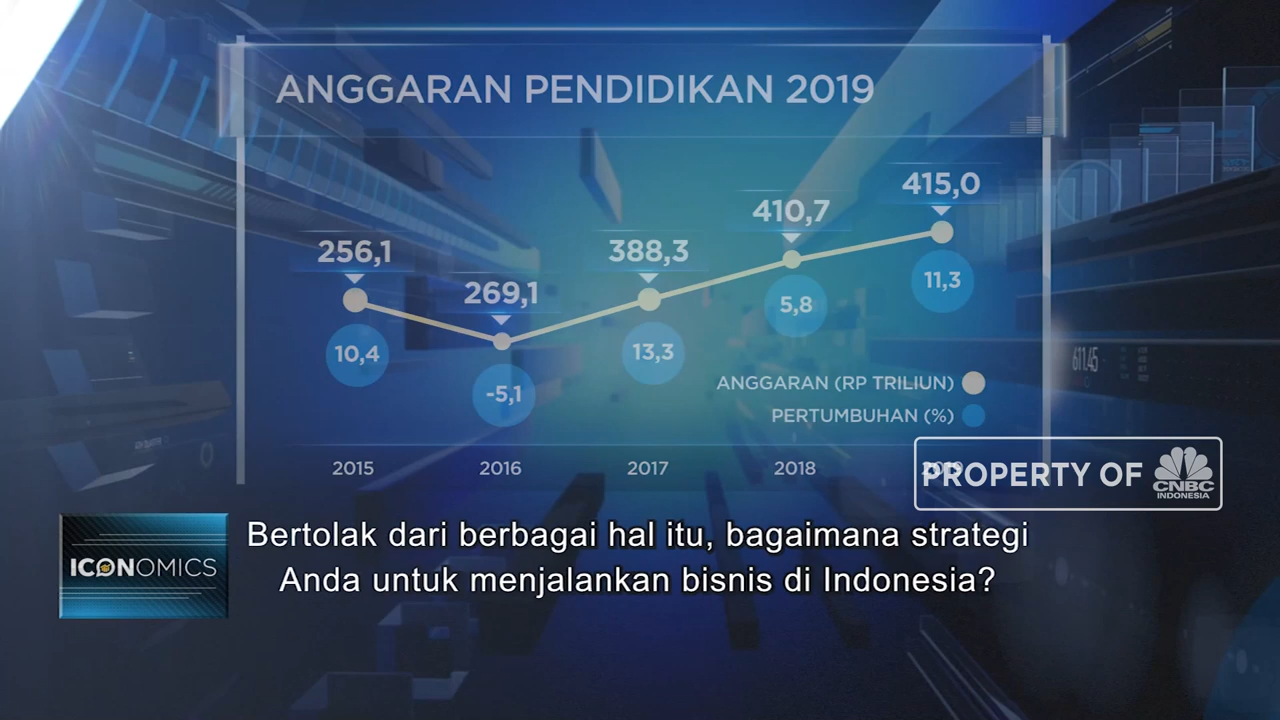 ANGGARAN PENDIDIKAN 2019
415,0
410,7
256,1
388,3
269,1
11,3
5,8
10,4
13,3
-5,1
ANGGARAN (RP TRILIUN)
PERTUMBUHAN (%)
2015 2016 2017 2018 2019
PROPERTY OF CNBC INDONESIA
611.45
ICONOMICS
Bertolak dari berbagai hal itu, bagaimana strategi
Anda untuk menjalankan bisnis di Indonesia?